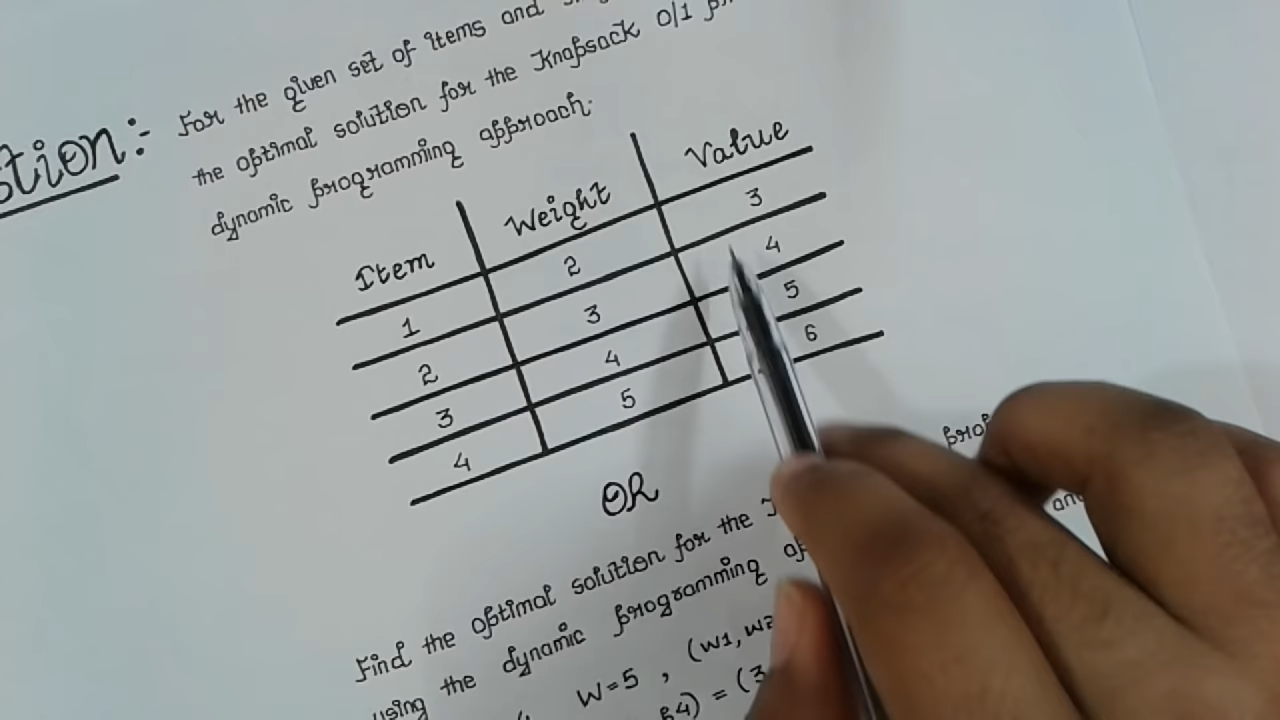 For the given set of items and
the optimal solution for the Knapsack 0/1
dynamic programming approach.
Item Weight Value
1 2 3
2 3 4
3 4 5
4 5 6
OR
Find the optimal solution for the
using the dynamic programming
W=5 , (W1, W2
= (3